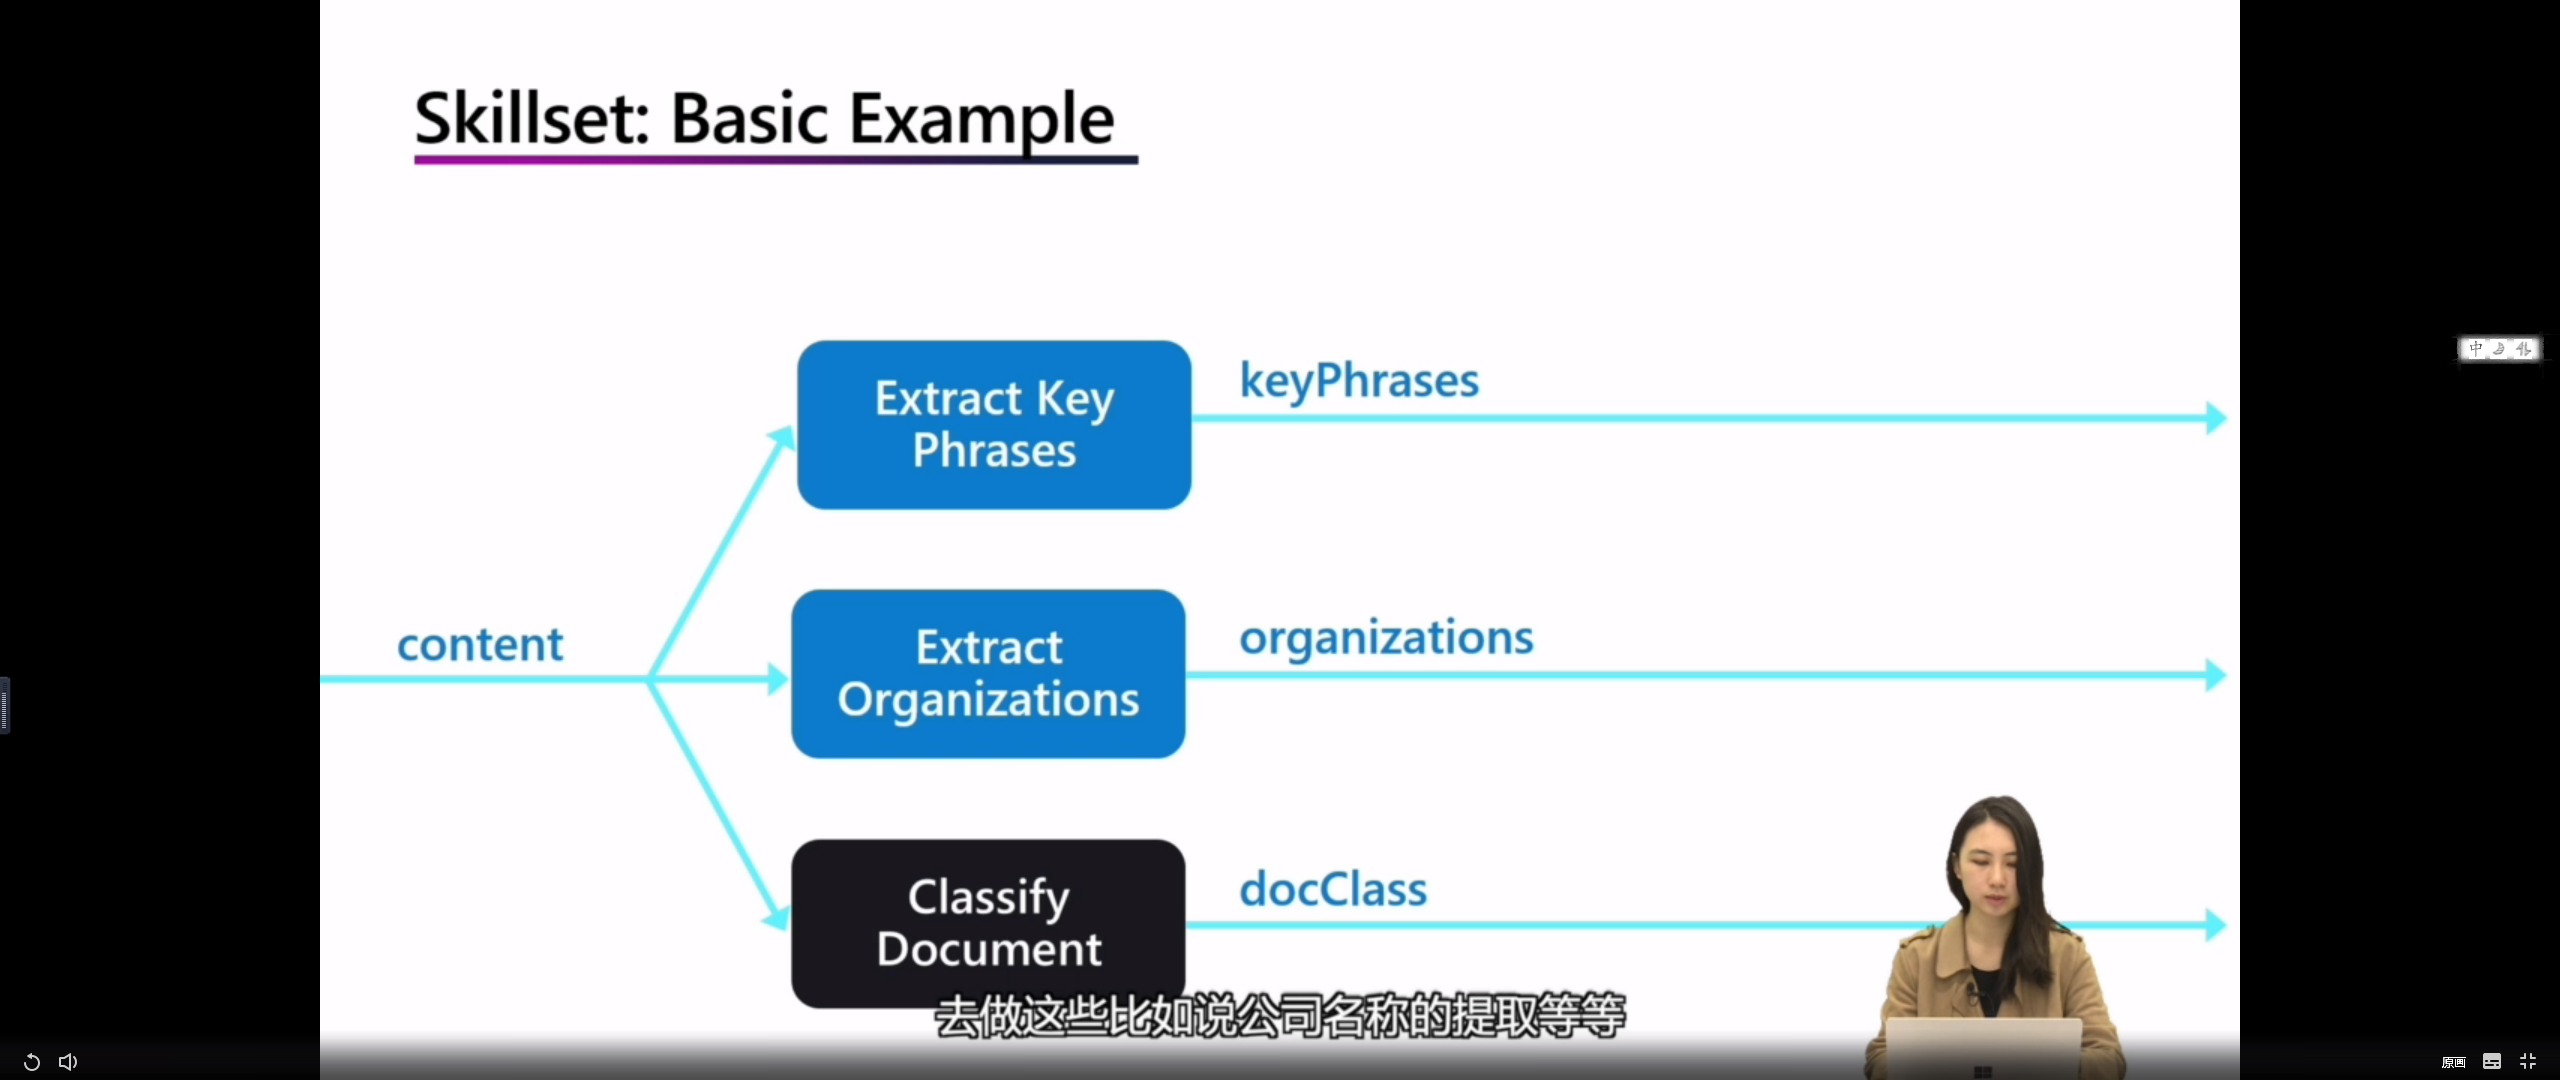 Skillset: Basic Example
Extract Key
Phrases
keyPhrases
content
Extract
Organizations
organizations
Classify
Document
docClass
去做这些比如说公司名称的提取等等
中
原画